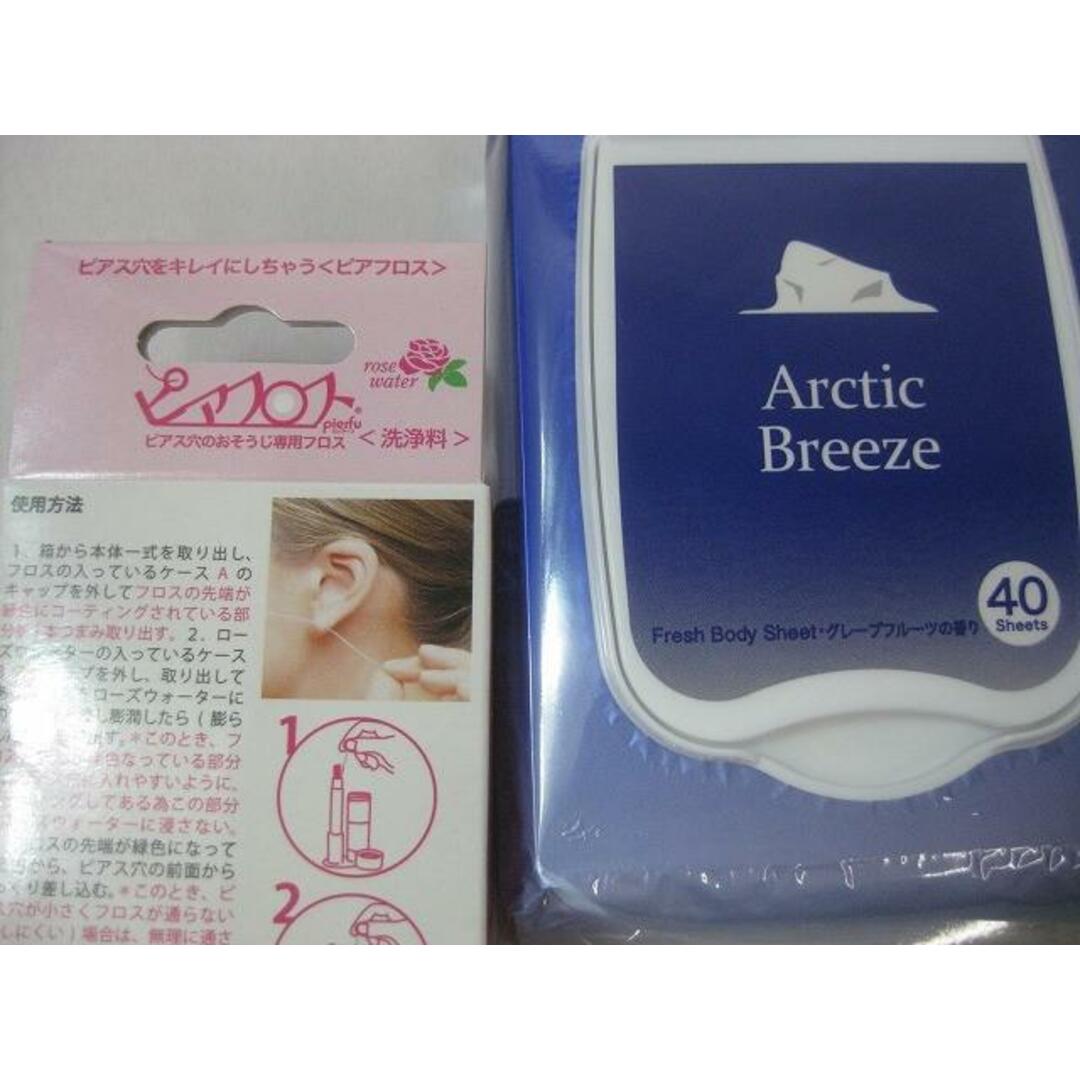 ピアス穴をキレイにしちゃう<ピアフロス>
rose
water
ピアフロス®
pierfu
ピアス穴のおそうじ専用フロス <洗浄料>
使用方法
1、箱から本体一式を取り出し、
フロスの入っているケース A の
キャップを外してフロスの先端が
緑色にコーティングされている部
本つまみ取り出す。2、ロー
ズウォーターの入っているケース
プを外し、取り出して
ローズウォーターに
し膨潤したら(膨ら
す。*このとき、フ
色なっている部分
に入れやすいように、
グしてある為この部分
ズウォーターに浸さない。
フロスの先端が緑色になって
から、ピアス穴の前面から
くり差し込む。*このとき、ピ
ス穴が小さくフロスが通らない
しにくい)場合は、無理に通さ
1
2
Arctic
Breeze
40
Sheets
Fresh Body Sheet・グレープフルーツの香り